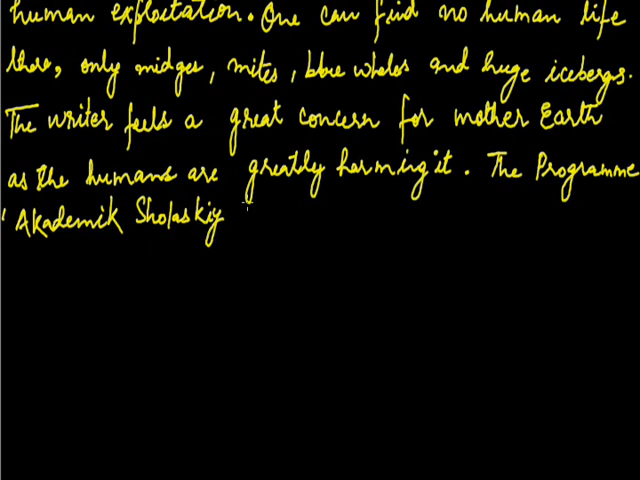 human exploitation. One can find no human life
there, only midges, mites, blue whales and huge icebergs.
The writer feels a great concern for mother Earth
as the humans are greatly harming it. The Programme
'Akademik Sholaskiy